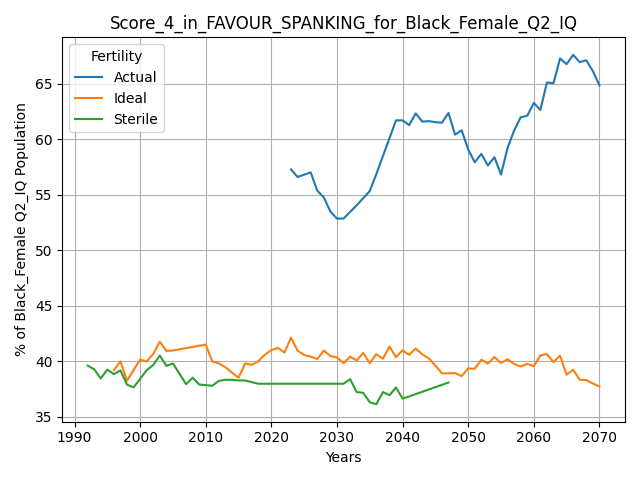 Score_4_in_FAVOUR_SPANKING_for_Black_Female_Q2_IQ
Fertility
Actual
Ideal
Sterile
% of Black_Female Q2_IQ Population
65
60
55
50
45
40
35
1990
2000
2010
2020
2030
2040
2050
2060
2070
Years